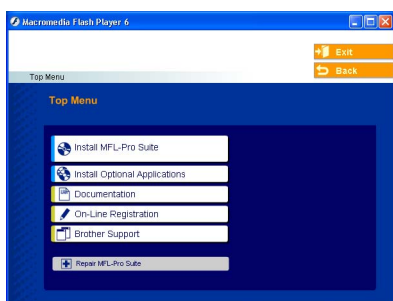 Macromedia Flash Player 6
Exit
Back
Top Menu
Top Menu
Install MFL-Pro Suite
Install Optional Applications
Documentation
On-Line Registration
Brother Support
Repair MFL-Pro Suite